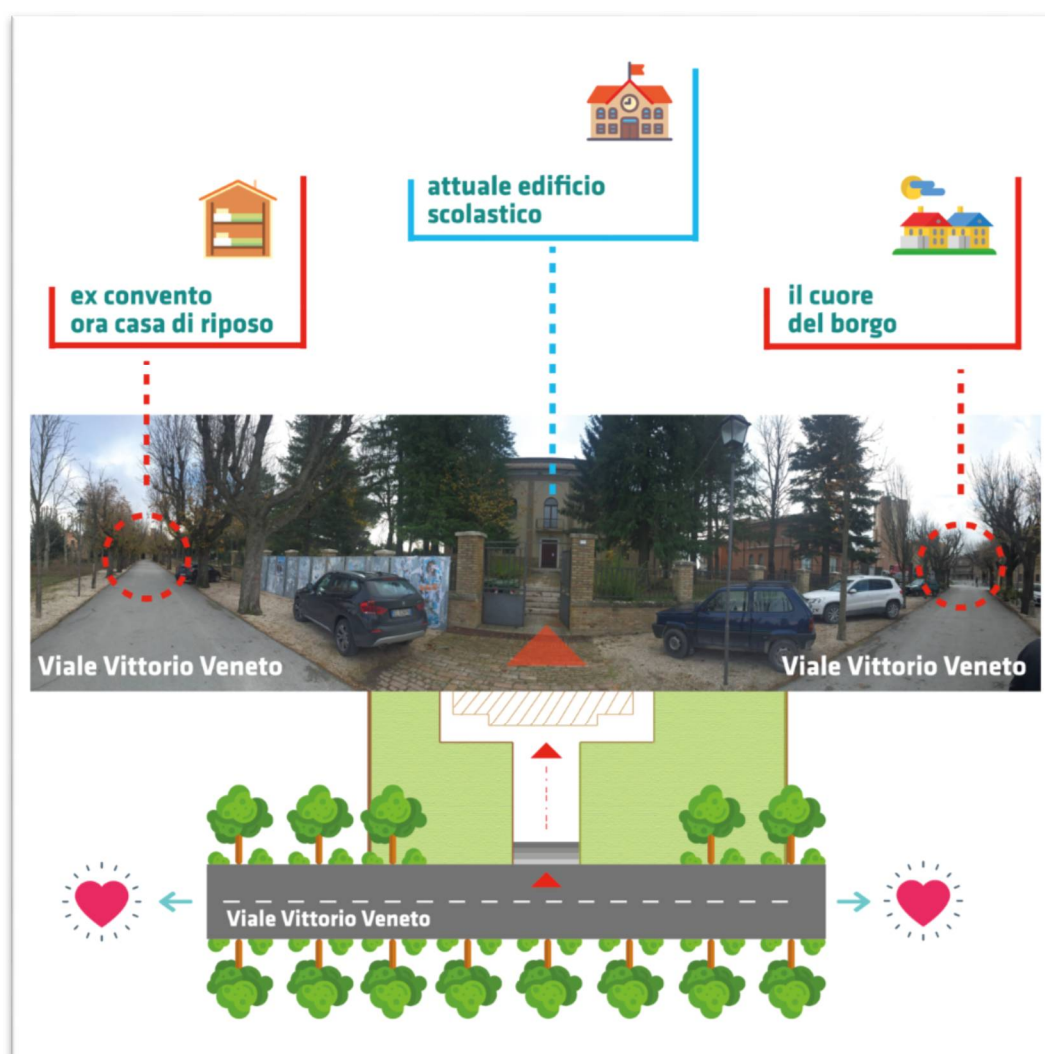 attuale edificio
scolastico
ex convento
ora casa di riposo
il cuore
del borgo
Viale Vittorio Veneto
Viale Vittorio Veneto
Viale Vittorio Veneto